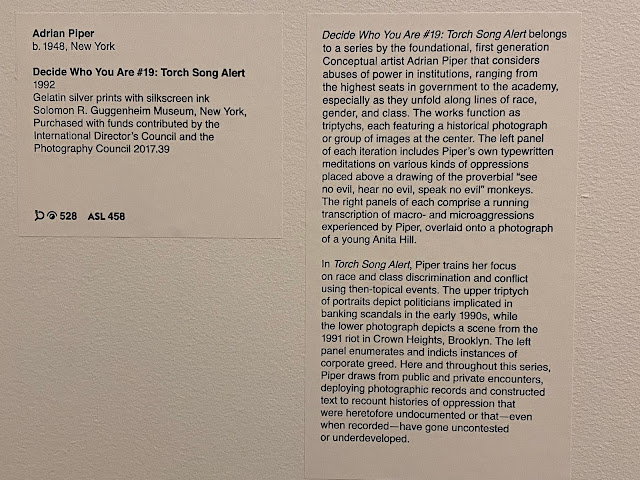 Adrian Piper
b. 1948, New York
Decide Who You Are #19: Torch Song Alert
1992
Gelatin silver prints with silkscreen ink
Solomon R. Guggenheim Museum, New York,
Purchased with funds contributed by the
International Director's Council and the
Photography Council 2017.39
528 ASL 458
Decide Who You Are #19: Torch Song Alert belongs
to a series by the foundational, first generation
Conceptual artist Adrian Piper that considers
abuses of power in institutions, ranging from
the highest seats in government to the academy,
especially as they unfold along lines of race,
gender, and class. The works function as
triptychs, each featuring a historical photograph
or group of images at the center. The left panel
of each iteration includes Piper's own typewritten
meditations on various kinds of oppressions
placed above a drawing of the proverbial “see
no evil, hear no evil, speak no evil” monkeys.
The right panels of each comprise a running
transcription of macro- and microaggressions
experienced by Piper, overlaid onto a photograph
of a young Anita Hill.
In Torch Song Alert, Piper trains her focus
on race and class discrimination and conflict
using then-topical events. The upper triptych
of portraits depict politicians implicated in
banking scandals in the early 1990s, while
the lower photograph depicts a scene from the
1991 riot in Crown Heights, Brooklyn. The left
panel enumerates and indicts instances of
corporate greed. Here and throughout this series,
Piper draws from public and private encounters,
deploying photographic records and constructed
text to recount histories of oppression that
were heretofore undocumented or that—even
when recorded—have gone uncontested
or underdeveloped.